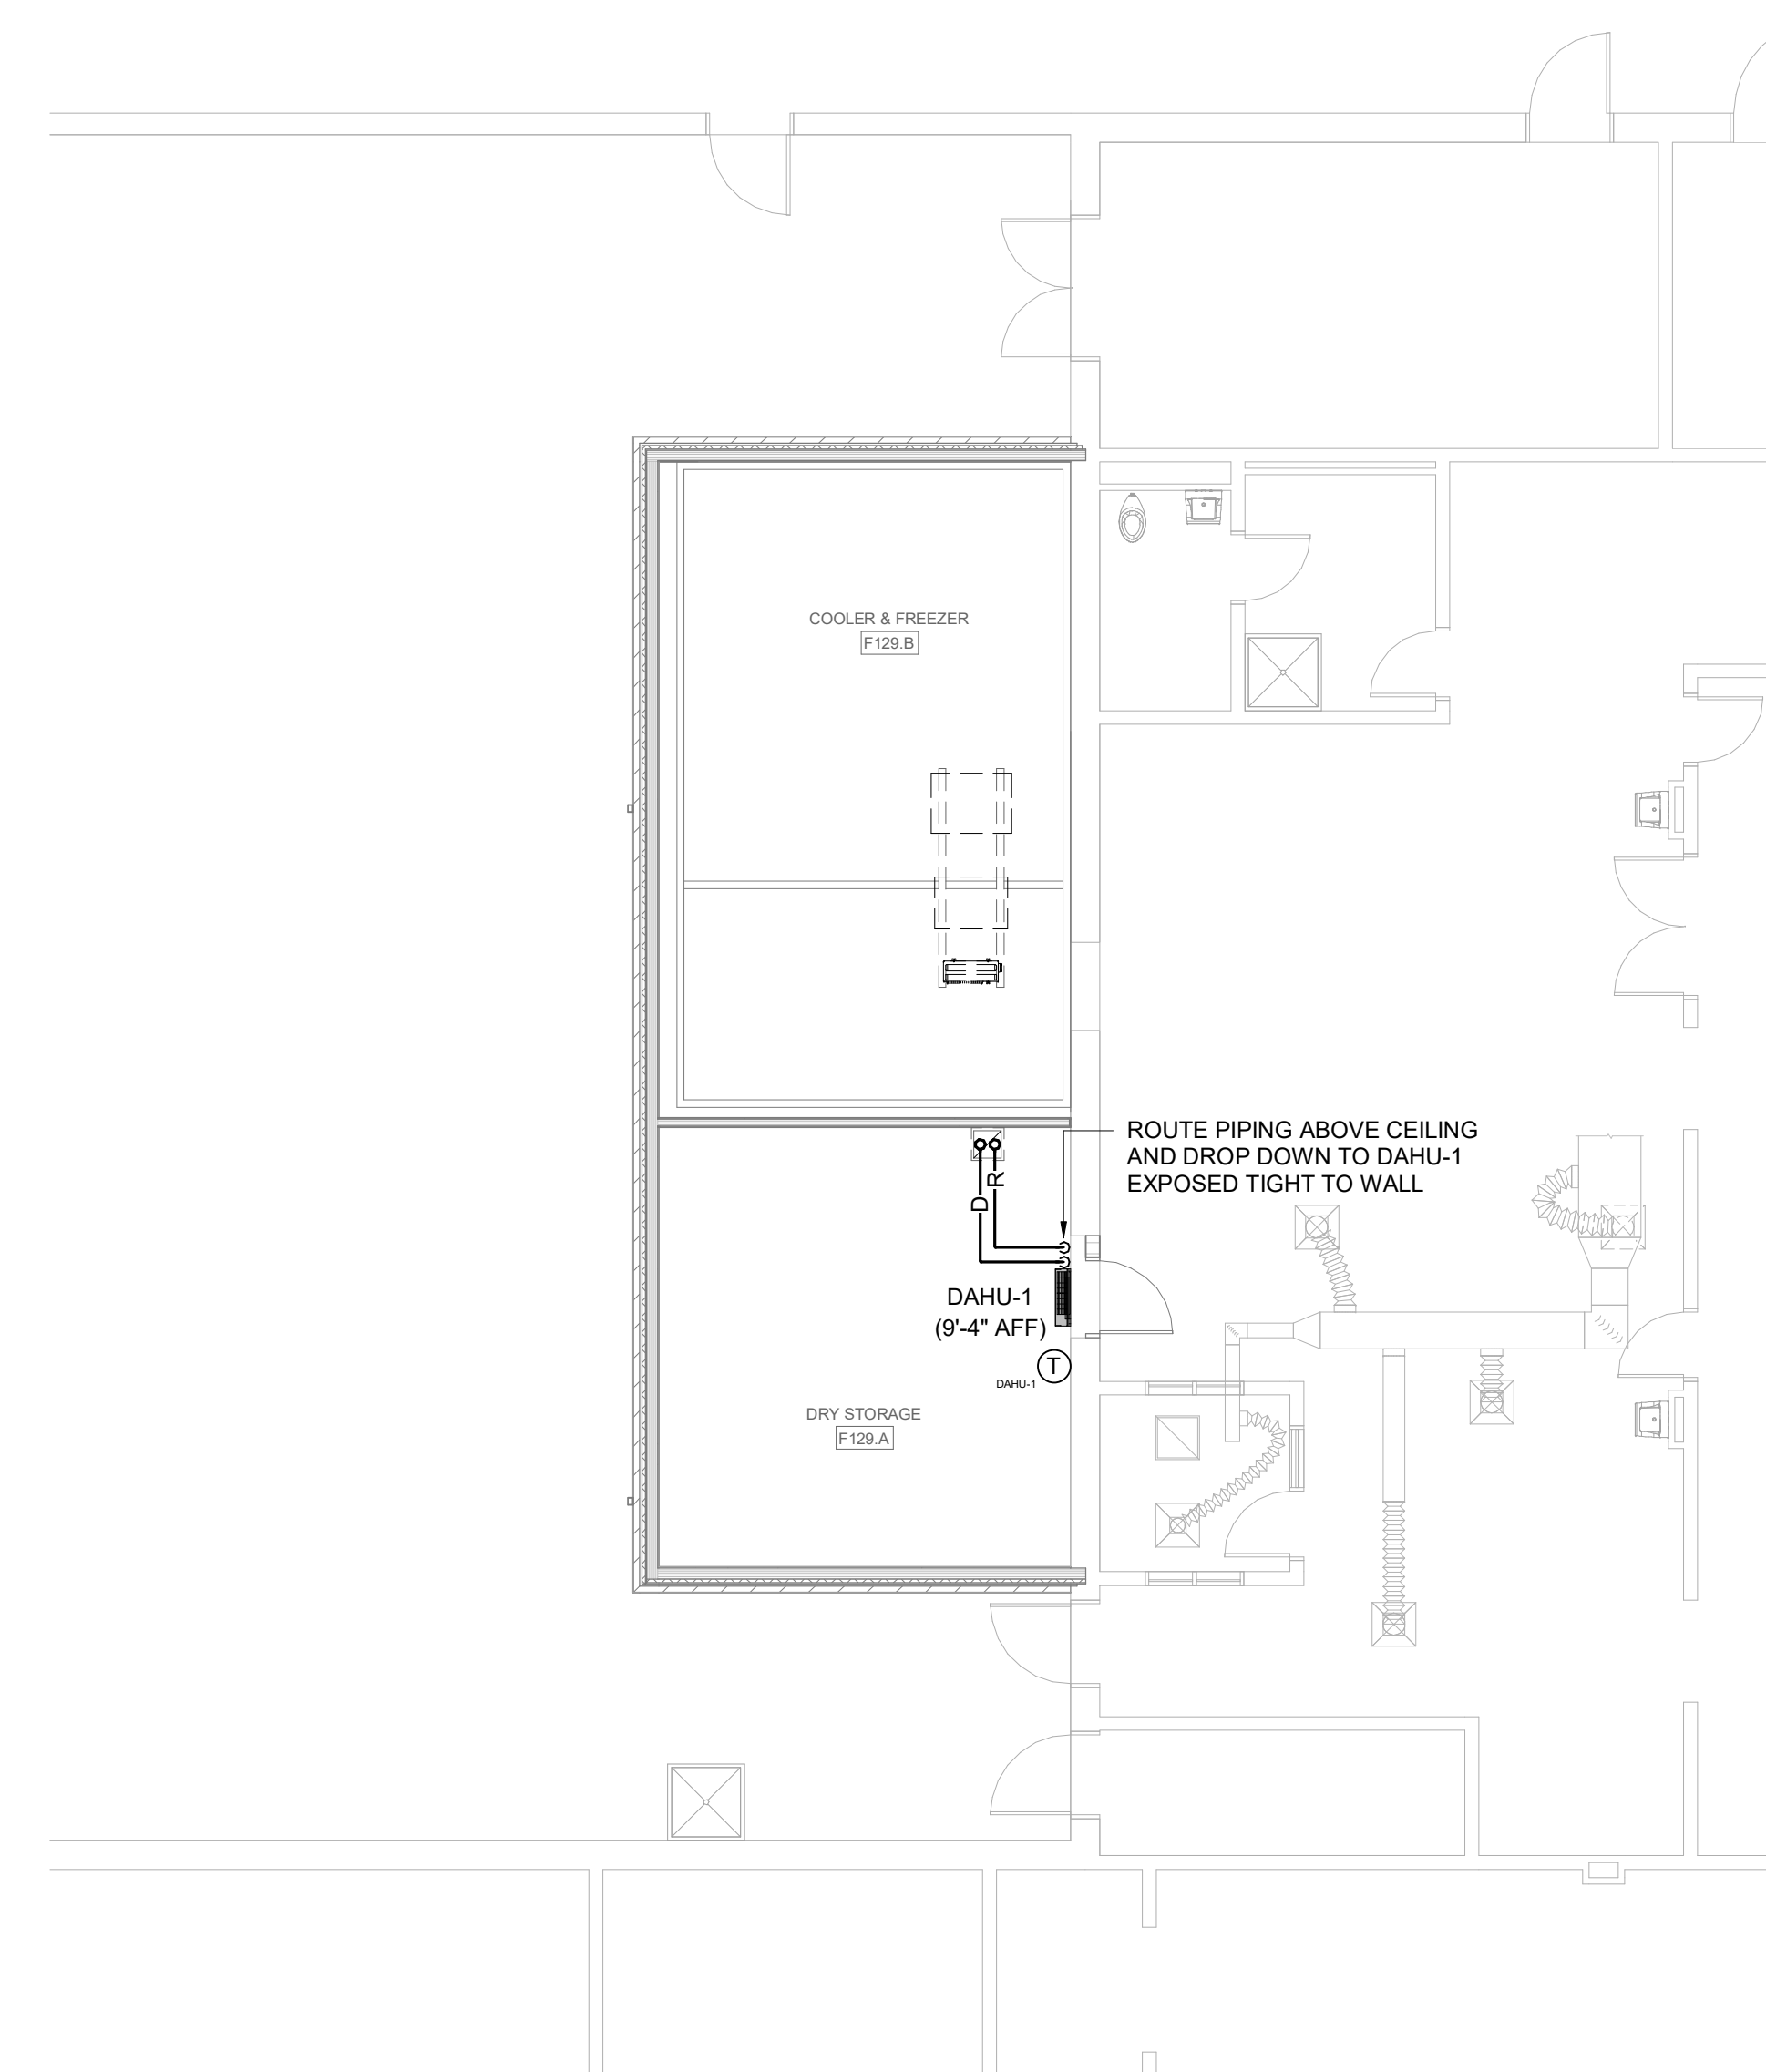 COOLER & FREEZER
F129.B
ROUTE PIPING ABOVE CEILING
AND DROP DOWN TO DAHU-1
EXPOSED TIGHT TO WALL
R
D
DAHU-1
(9'-4" AFF)
T
DAHU-1
DRY STORAGE
F129.A